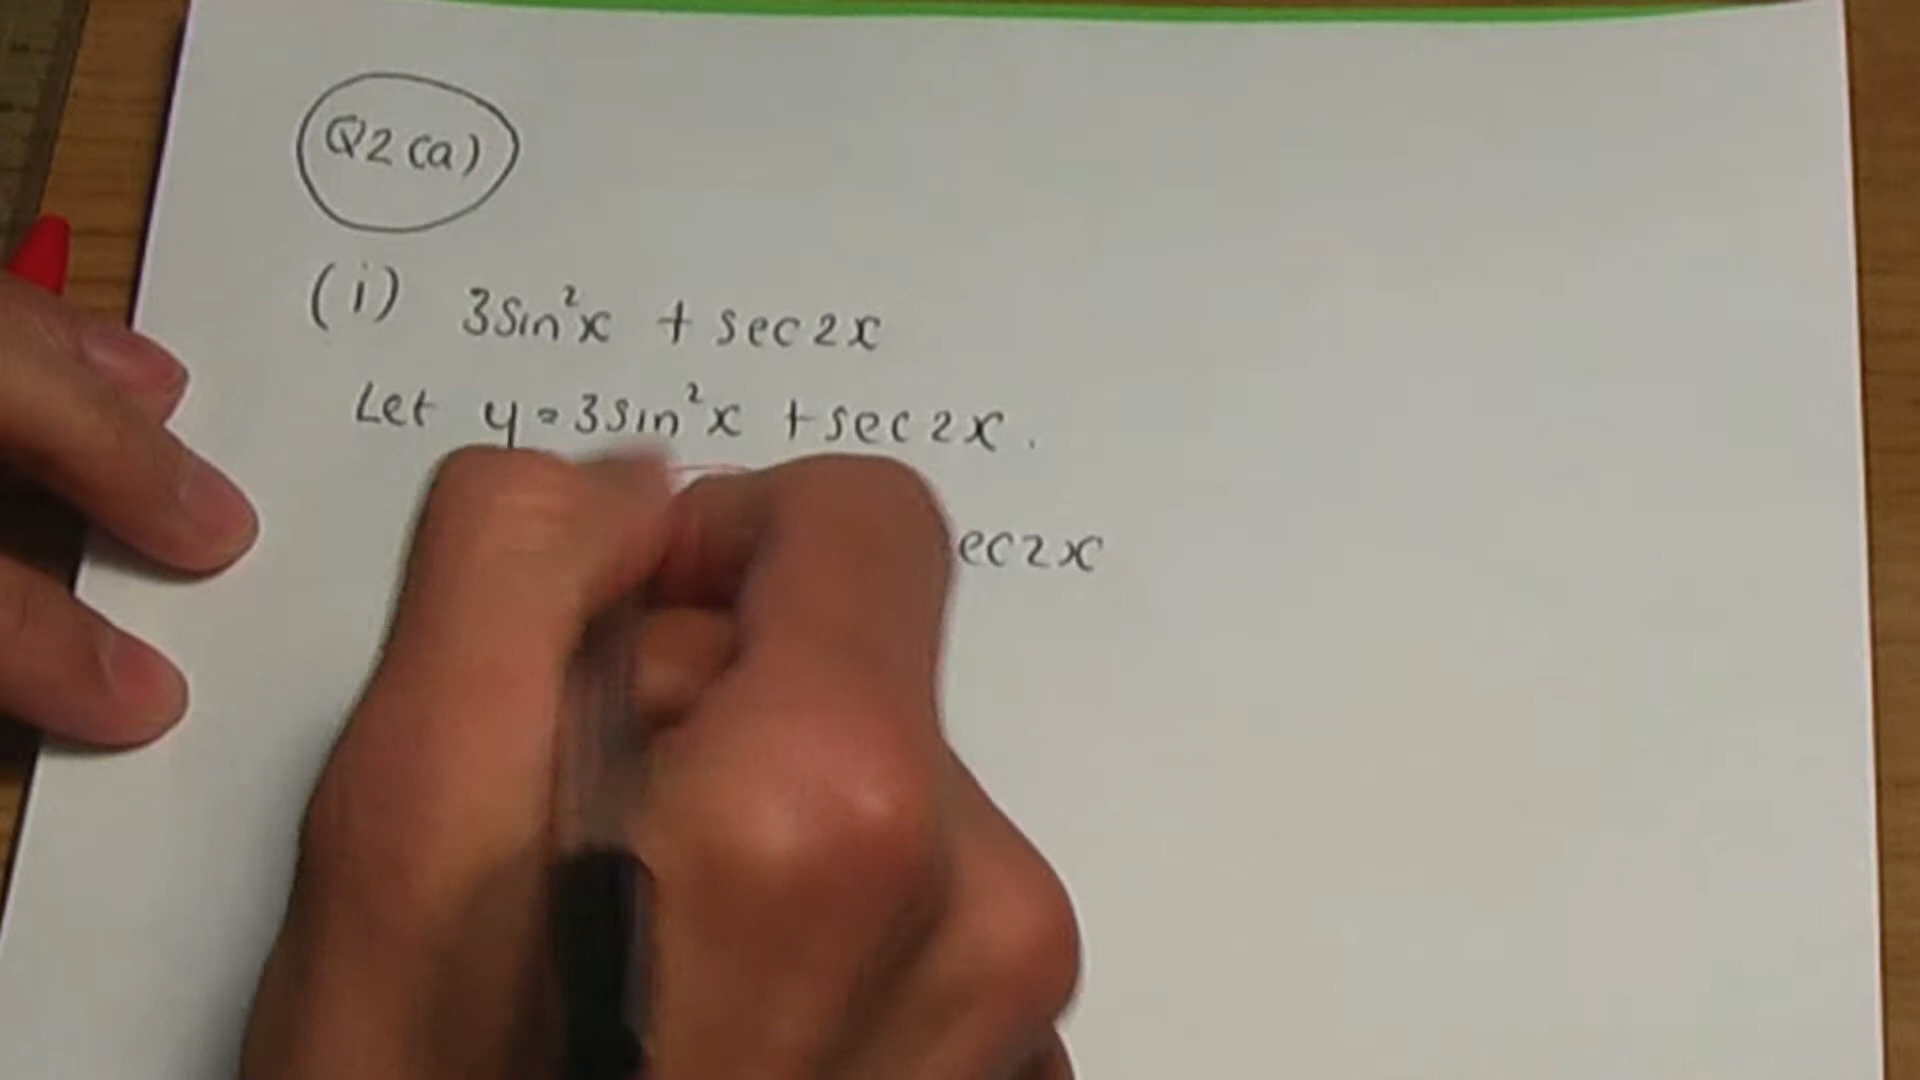 Q2(a)
(i) 3sin²x + sec2x
Let y = 3sin²x + sec2x.
ec2x